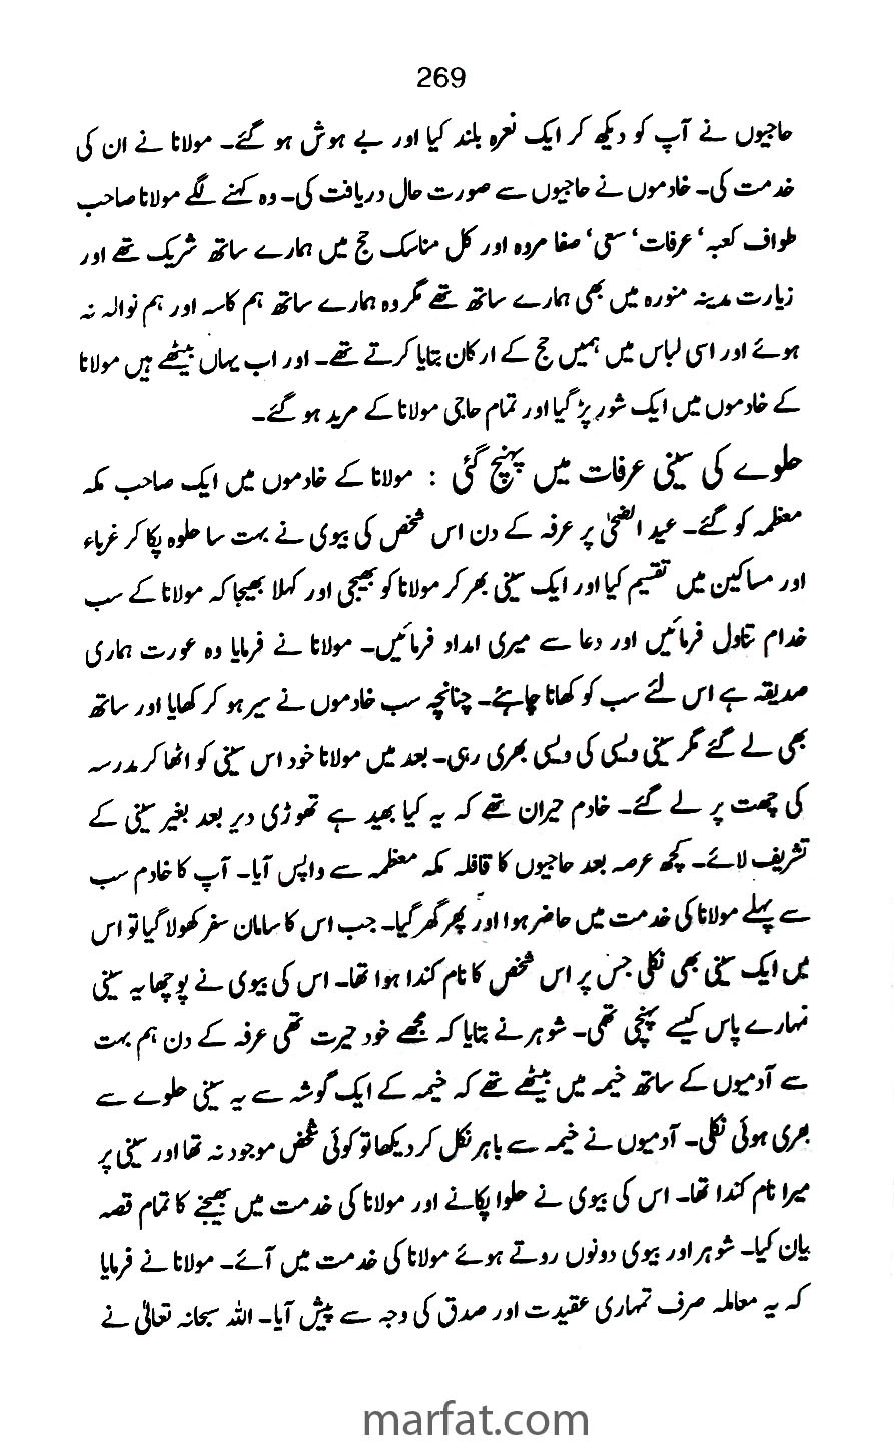 269
حاجیوں نے آپ کو دیکھ کر ایک نعرہ بلند کیا اور بے ہوش ہو گئے۔ مولانا نے ان کی
خدمت کی۔ خادموں نے حاجیوں سے صورت حال دریافت کی۔ وہ کہنے لگے مولانا صاحب
طواف کعبہ، عرفات، سعی، صفا مروہ اور کل مناسک حج میں ہمارے ساتھ شریک تھے اور
زیارت مدینہ منورہ میں بھی ہمارے ساتھ تھے مگر وہ ہمارے ساتھ ہم کاسہ اور ہم نوالہ نہ
ہوئے اور اسی لباس میں ہمیں حج کے ارکان بتایا کرتے تھے۔ اور اب یہاں بیٹھے ہیں مولانا
کے خادموں میں ایک شور پڑ گیا اور تمام حاجی مولانا کے مرید ہو گئے۔
حلوے کی سینی عرفات میں پہنچ گئی : مولانا کے خادموں میں ایک صاحب مکہ
معظمہ کو گئے۔ عید الضحیٰ پر عرفہ کے دن اس شخص کی بیوی نے بہت سا حلوہ پکا کر غرباء
اور مساکین میں تقسیم کیا اور ایک سینی بھر کر مولانا کو بھیجی اور کہلا بھیجا کہ مولانا کے سب
خدام تناول فرمائیں اور دعا سے میری امداد فرمائیں۔ مولانا نے فرمایا وہ عورت ہماری
صدیقہ ہے اس لئے سب کو کھانا چاہئے۔ چنانچہ سب خادموں نے سیر ہو کر کھایا اور ساتھ
بھی لے گئے مگر سینی ویسی کی ویسی بھری رہی۔ بعد میں مولانا خود اس سینی کو اٹھا کر مدرسہ
کی چھت پر لے گئے۔ خادم حیران تھے کہ یہ کیا بھید ہے تھوڑی دیر بعد بغیر سینی کے
تشریف لائے۔ کچھ عرصہ بعد حاجیوں کا قافلہ مکہ معظمہ سے واپس آیا۔ آپ کا خادم سب
سے پہلے مولانا کی خدمت میں حاضر ہوا اور پھر گھر گیا۔ جب اس کا سامان سفر کھولا گیا تو اس
میں ایک سینی بھی نکلی جس پر اس شخص کا نام کندا ہوا تھا۔ اس کی بیوی نے پوچھا یہ سینی
تمہارے پاس کیسے پہنچی تھی۔ شوہر نے بتایا کہ مجھے خود حیرت تھی عرفہ کے دن ہم بہت
سے آدمیوں کے ساتھ خیمہ میں بیٹھے تھے کہ خیمہ کے ایک گوشہ سے یہ سینی حلوے سے
بھری ہوئی نکلی۔ آدمیوں نے خیمہ سے باہر نکل کر دیکھا تو کوئی شخص موجود نہ تھا اور سینی پر
میرا نام کندا تھا۔ اس کی بیوی نے حلوا پکانے اور مولانا کی خدمت میں بھیجنے کا تمام قصہ
بیان کیا۔ شوہر اور بیوی دونوں روتے ہوئے مولانا کی خدمت میں آئے۔ مولانا نے فرمایا
کہ یہ معاملہ صرف تمہاری عقیدت اور صدق کی وجہ سے پیش آیا۔ اللہ سبحانہ تعالیٰ نے
marfat.com